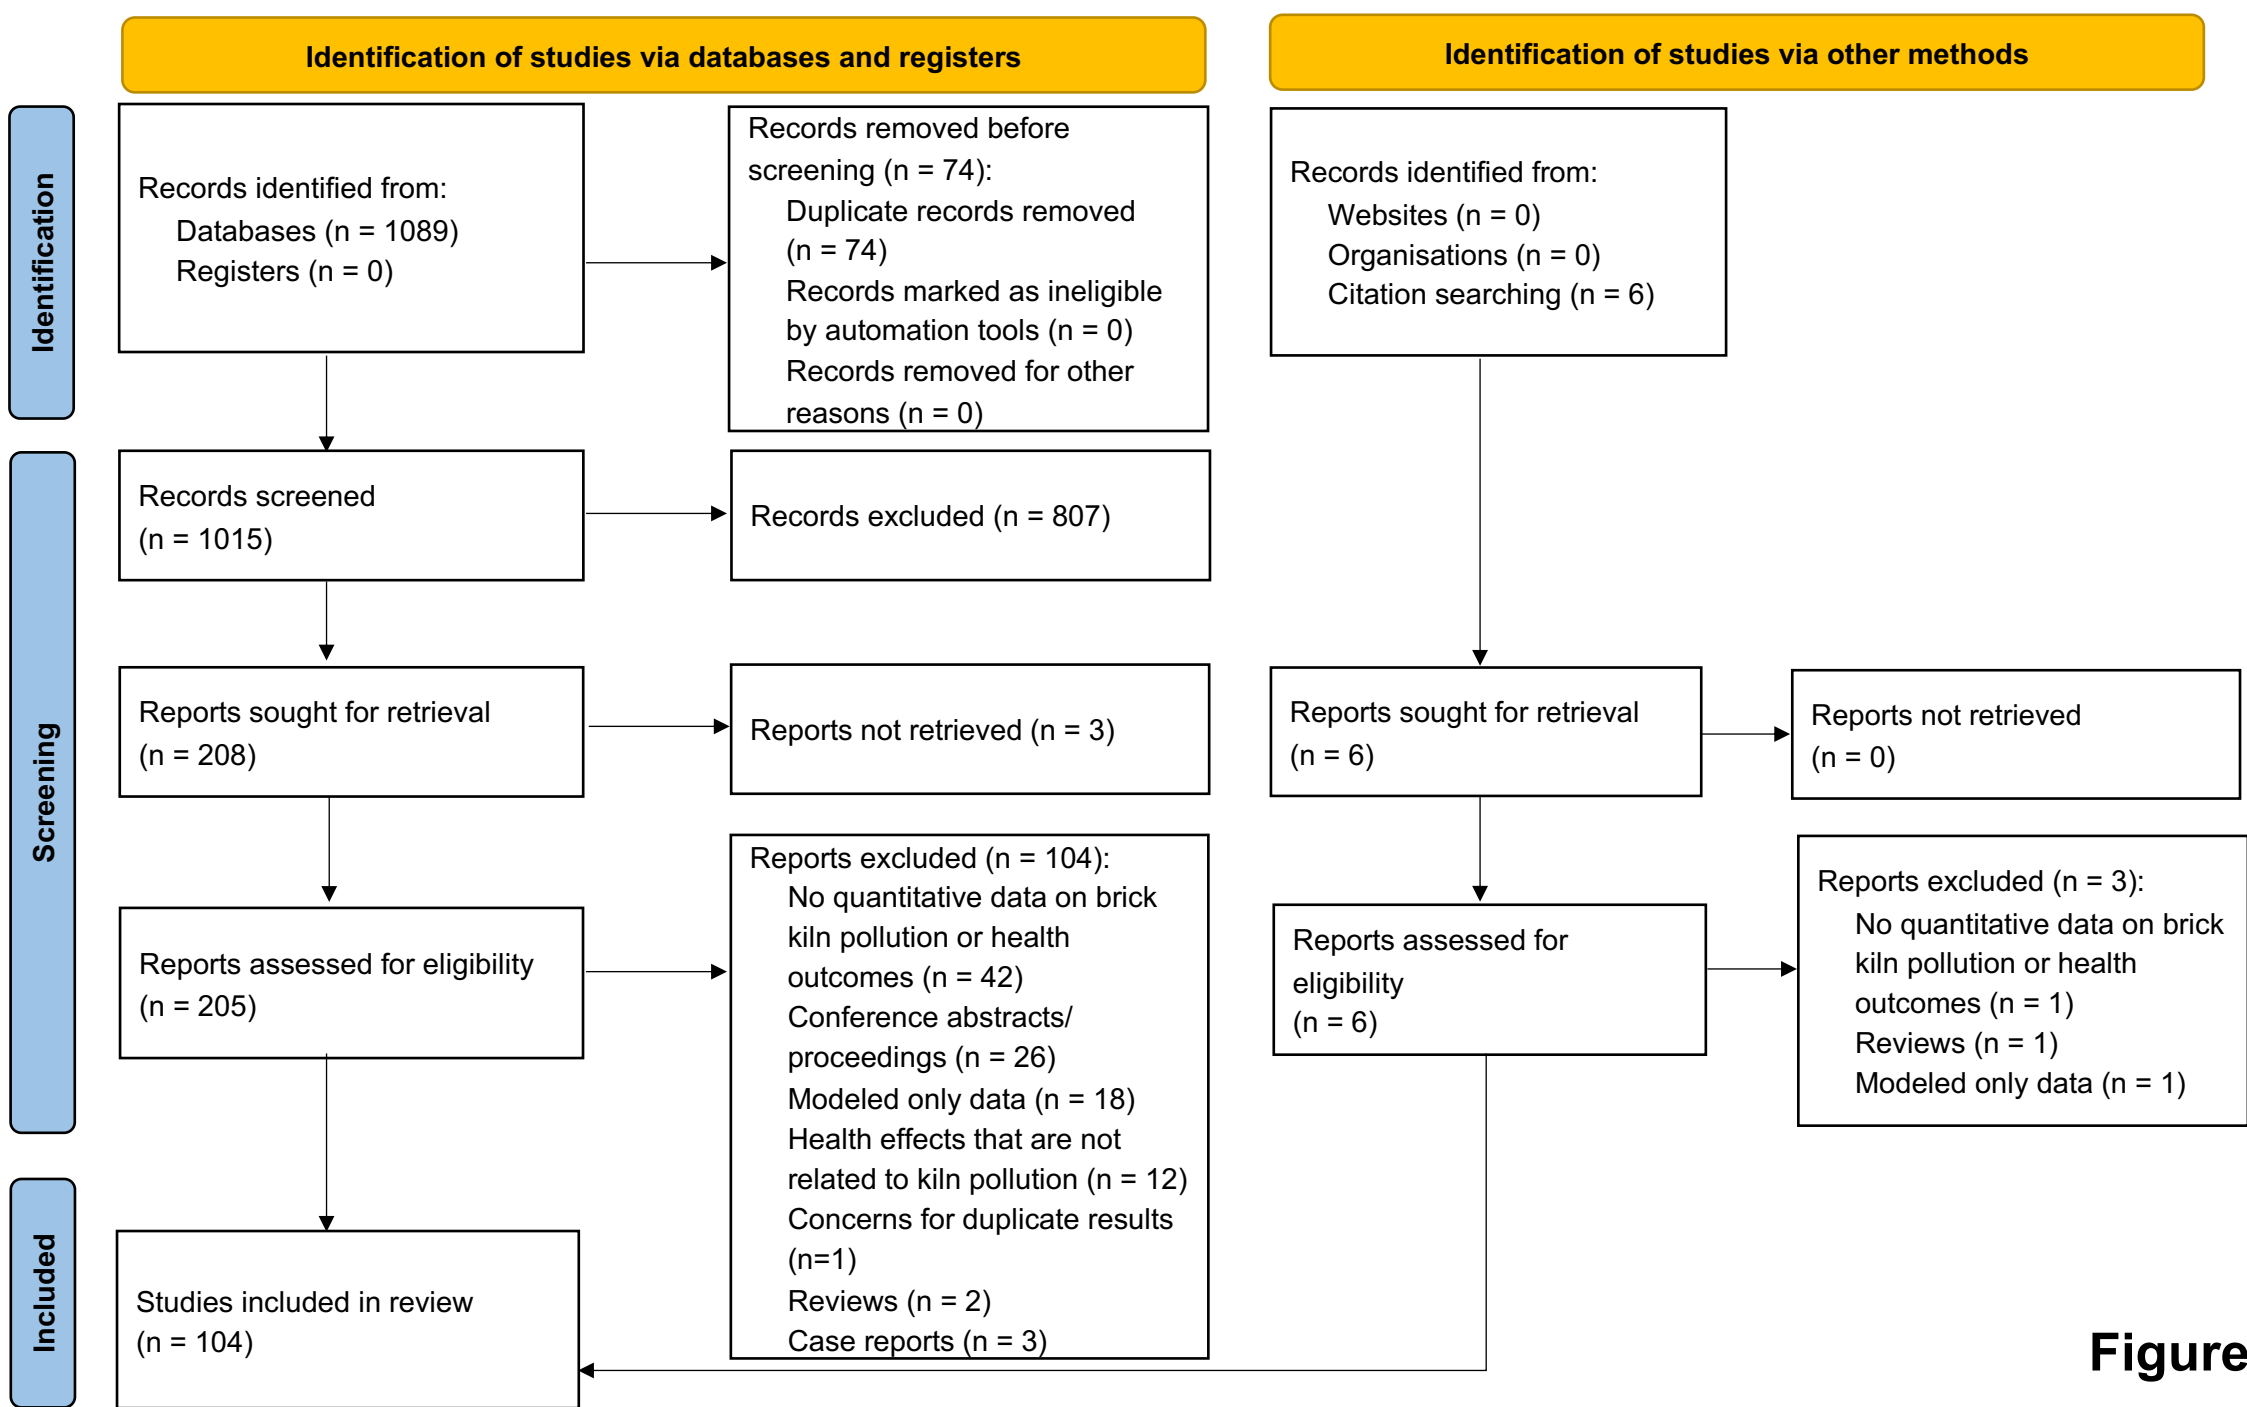 Identification of studies via databases and registers
Identification of studies via other methods
Identification
Records identified from:
Databases (n = 1089)
Registers (n = 0)
Records removed before
screening (n = 74):
Duplicate records removed
(n = 74)
Records marked as ineligible
by automation tools (n = 0)
Records removed for other
reasons (n = 0)
Records identified from:
Websites (n = 0)
Organisations (n = 0)
Citation searching (n = 6)
Screening
Records screened
(n = 1015)
Records excluded (n = 807)
Reports sought for retrieval
(n = 208)
Reports not retrieved (n = 3)
Reports sought for retrieval
(n = 6)
Reports not retrieved
(n = 0)
Reports assessed for eligibility
(n = 205)
Reports excluded (n = 104):
No quantitative data on brick
kiln pollution or health
outcomes (n = 42)
Conference abstracts/
proceedings (n = 26)
Modeled only data (n = 18)
Health effects that are not
related to kiln pollution (n = 12)
Concerns for duplicate results
(n=1)
Reviews (n = 2)
Case reports (n = 3)
Reports assessed for
eligibility
(n = 6)
Reports excluded (n = 3):
No quantitative data on brick
kiln pollution or health
outcomes (n = 1)
Reviews (n = 1)
Modeled only data (n = 1)
Included
Studies included in review
(n = 104)
Figure